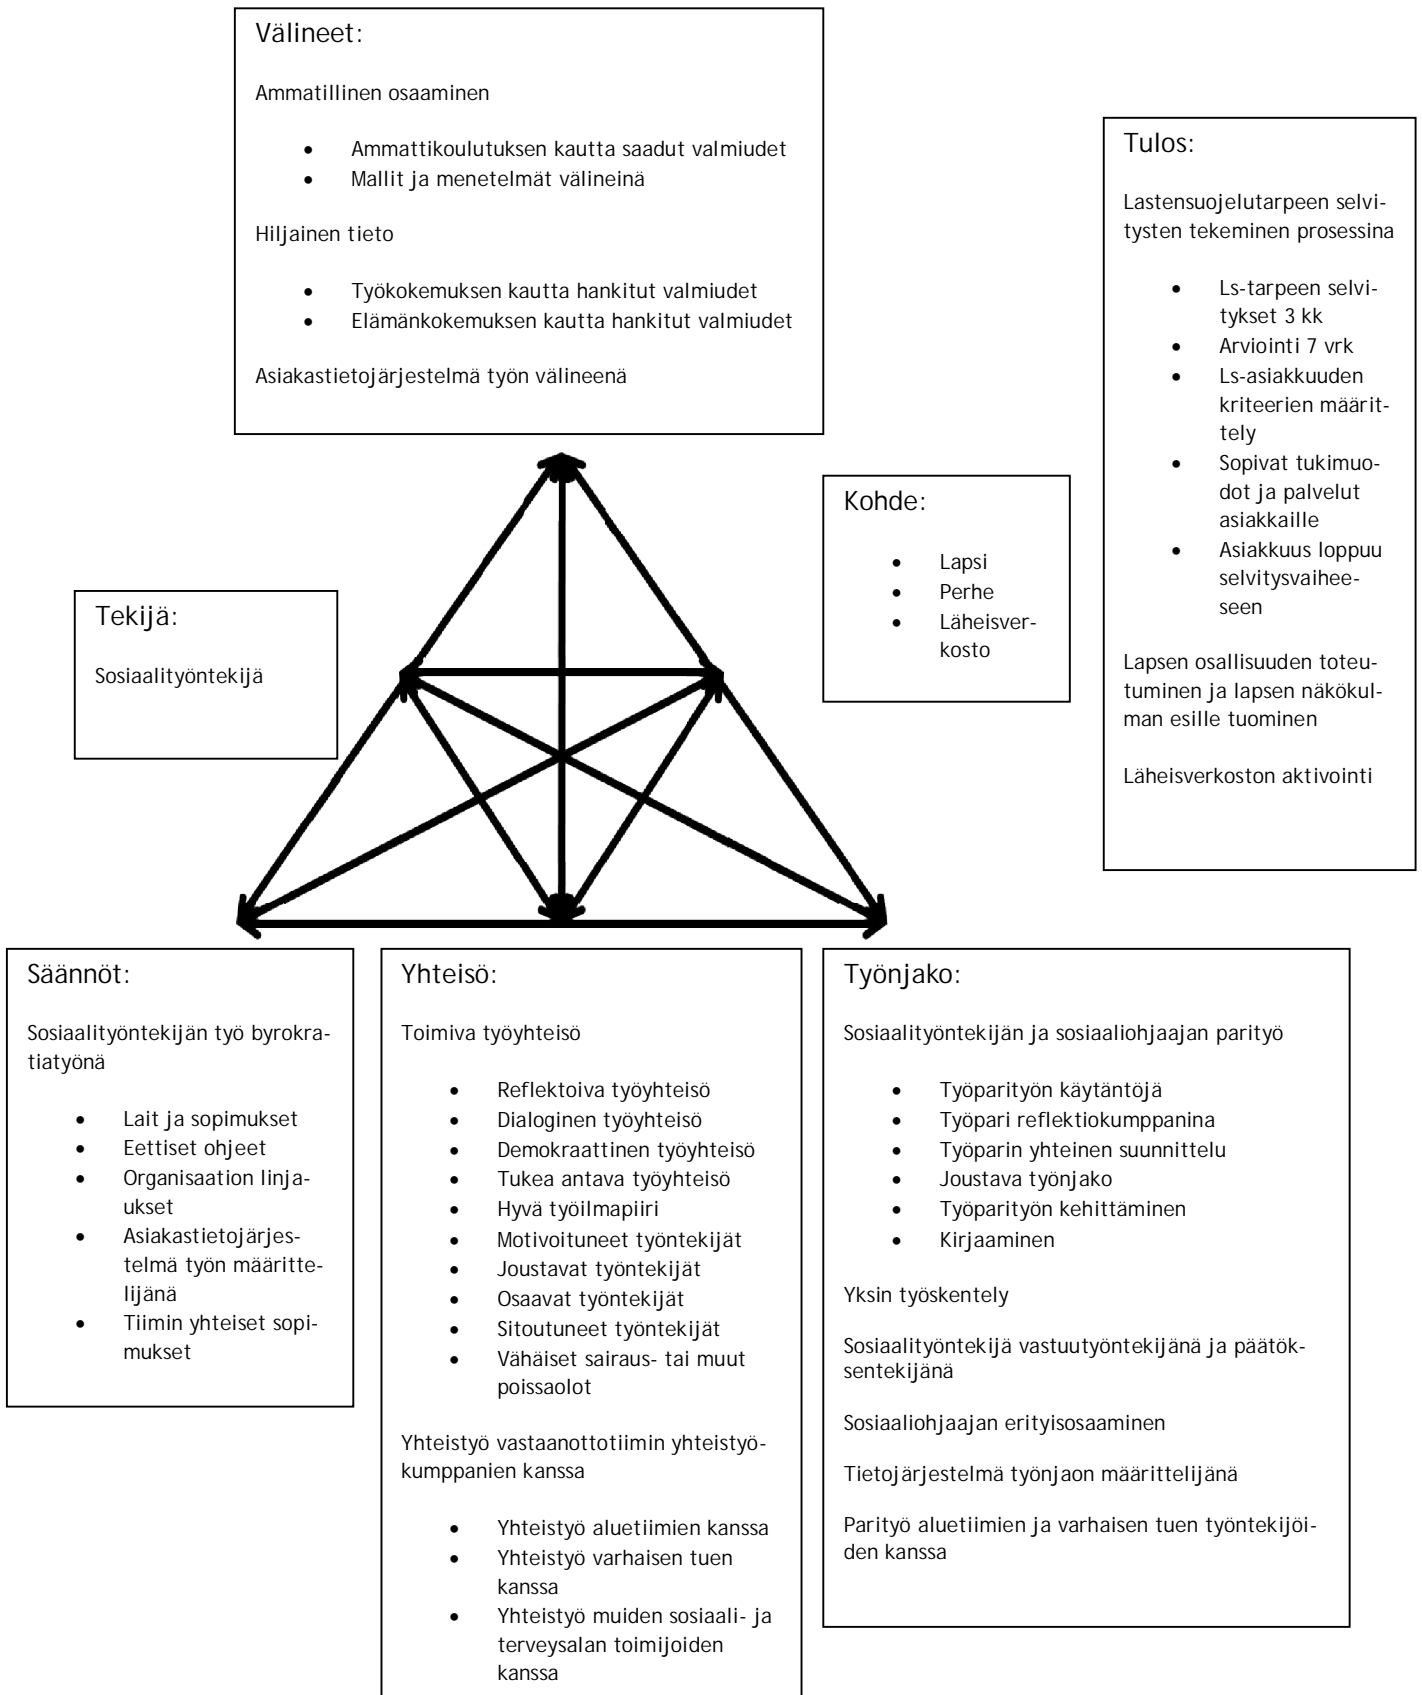 Välineet:
Ammatillinen osaaminen
• Ammattikoulutuksen kautta saadut valmiudet
• Mallit ja menetelmät välineinä
Hiljainen tieto
• Työkokemuksen kautta hankitut valmiudet
• Elämänkokemuksen kautta hankitut valmiudet
Asiakastietojärjestelmä työn välineenä
Tulos:
Lastensuojelutarpeen selvi-
tysten tekeminen prosessina
• Ls-tarpeen selvi-
tykset 3 kk
• Arviointi 7 vrk
• Ls-asiakkuuden
kriteerien määrit-
tely
• Sopivat tukimuo-
dot ja palvelut
asiakkaille
• Asiakkuus loppuu
selvitysvaihee-
seen
Lapsen osallisuuden toteu-
tuminen ja lapsen näkökul-
man esille tuominen
Läheisverkoston aktivointi
Kohde:
• Lapsi
• Perhe
• Läheisver-
kosto
Tekijä:
Sosiaalityöntekijä
Säännöt:
Sosiaalityöntekijän työ byrokra-
tiatyönä
• Lait ja sopimukset
• Eettiset ohjeet
• Organisaation linja-
ukset
• Asiakastietojärjes-
telmä työn määritte-
lijänä
• Tiimin yhteiset sopi-
mukset
Yhteisö:
Toimiva työyhteisö
• Reflektoiva työyhteisö
• Dialoginen työyhteisö
• Demokraattinen työyhteisö
• Tukea antava työyhteisö
• Hyvä työilmapiiri
• Motivoituneet työntekijät
• Joustavat työntekijät
• Osaavat työntekijät
• Sitoutuneet työntekijät
• Vähäiset sairaus- tai muut
poissaolot
Yhteistyö vastaanottotiimin yhteistyö-
kumppanien kanssa
• Yhteistyö aluetiimien kanssa
• Yhteistyö varhaisen tuen
kanssa
• Yhteistyö muiden sosiaali- ja
terveysalan toimijoiden
kanssa
Työnjako:
Sosiaalityöntekijän ja sosiaaliohjaajan parityö
• Työparityön käytäntöjä
• Työpari reflektiokumppanina
• Työparin yhteinen suunnittelu
• Joustava työnjako
• Työparityön kehittäminen
• Kirjaaminen
Yksin työskentely
Sosiaalityöntekijä vastuutyöntekijänä ja päätök-
sentekijänä
Sosiaaliohjaajan erityisosaaminen
Tietojärjestelmä työnjaon määrittelijänä
Parityö aluetiimien ja varhaisen tuen työntekijöi-
den kanssa